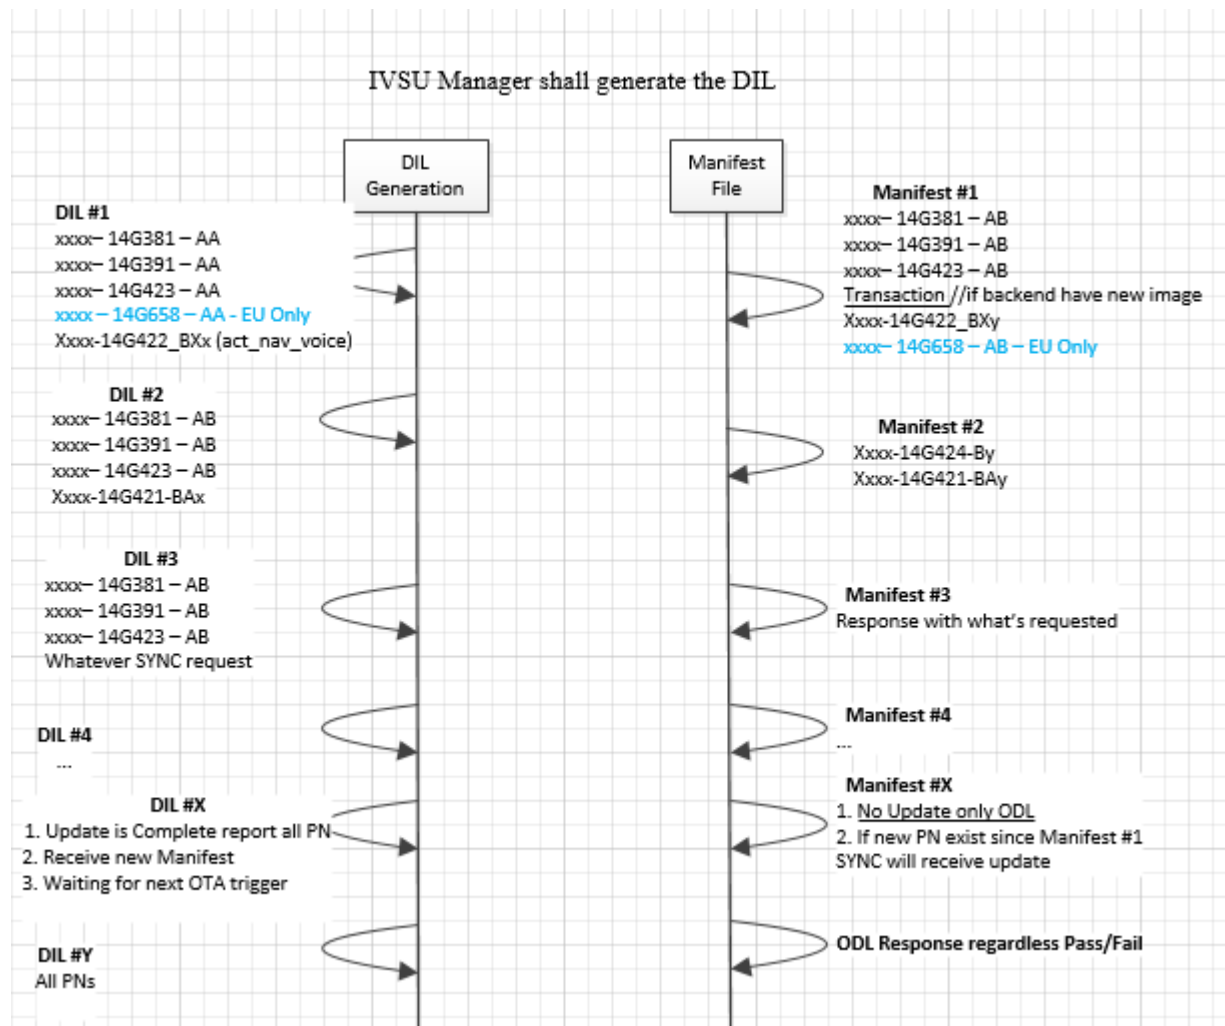 IVSU Manager shall generate the DIL
DIL
Generation
Manifest
File
DIL #1
xxxx– 14G381 – AA
xxxx– 14G391 – AA
xxxx– 14G423 – AA
xxxx – 14G658 – AA - EU Only
Xxxx-14G422_BXx (act_nav_voice)
Manifest #1
xxxx– 14G381 – AB
xxxx– 14G391 – AB
xxxx– 14G423 – AB
Transaction //if backend have new image
Xxxx-14G422_BXy
xxxx– 14G658 – AB – EU Only
DIL #2
xxxx– 14G381 – AB
xxxx– 14G391 – AB
xxxx– 14G423 – AB
Xxxx-14G421-BAx
Manifest #2
Xxxx-14G424-By
Xxxx-14G421-BAy
DIL #3
xxxx– 14G381 – AB
xxxx– 14G391 – AB
xxxx– 14G423 – AB
Whatever SYNC request
Manifest #3
Response with what's requested
DIL #4
...
Manifest #4
...
DIL #X
1. Update is Complete report all PN
2. Receive new Manifest
3. Waiting for next OTA trigger
Manifest #X
1. No Update only ODL
2. If new PN exist since Manifest #1
SYNC will receive update
DIL #Y
All PNs
ODL Response regardless Pass/Fail